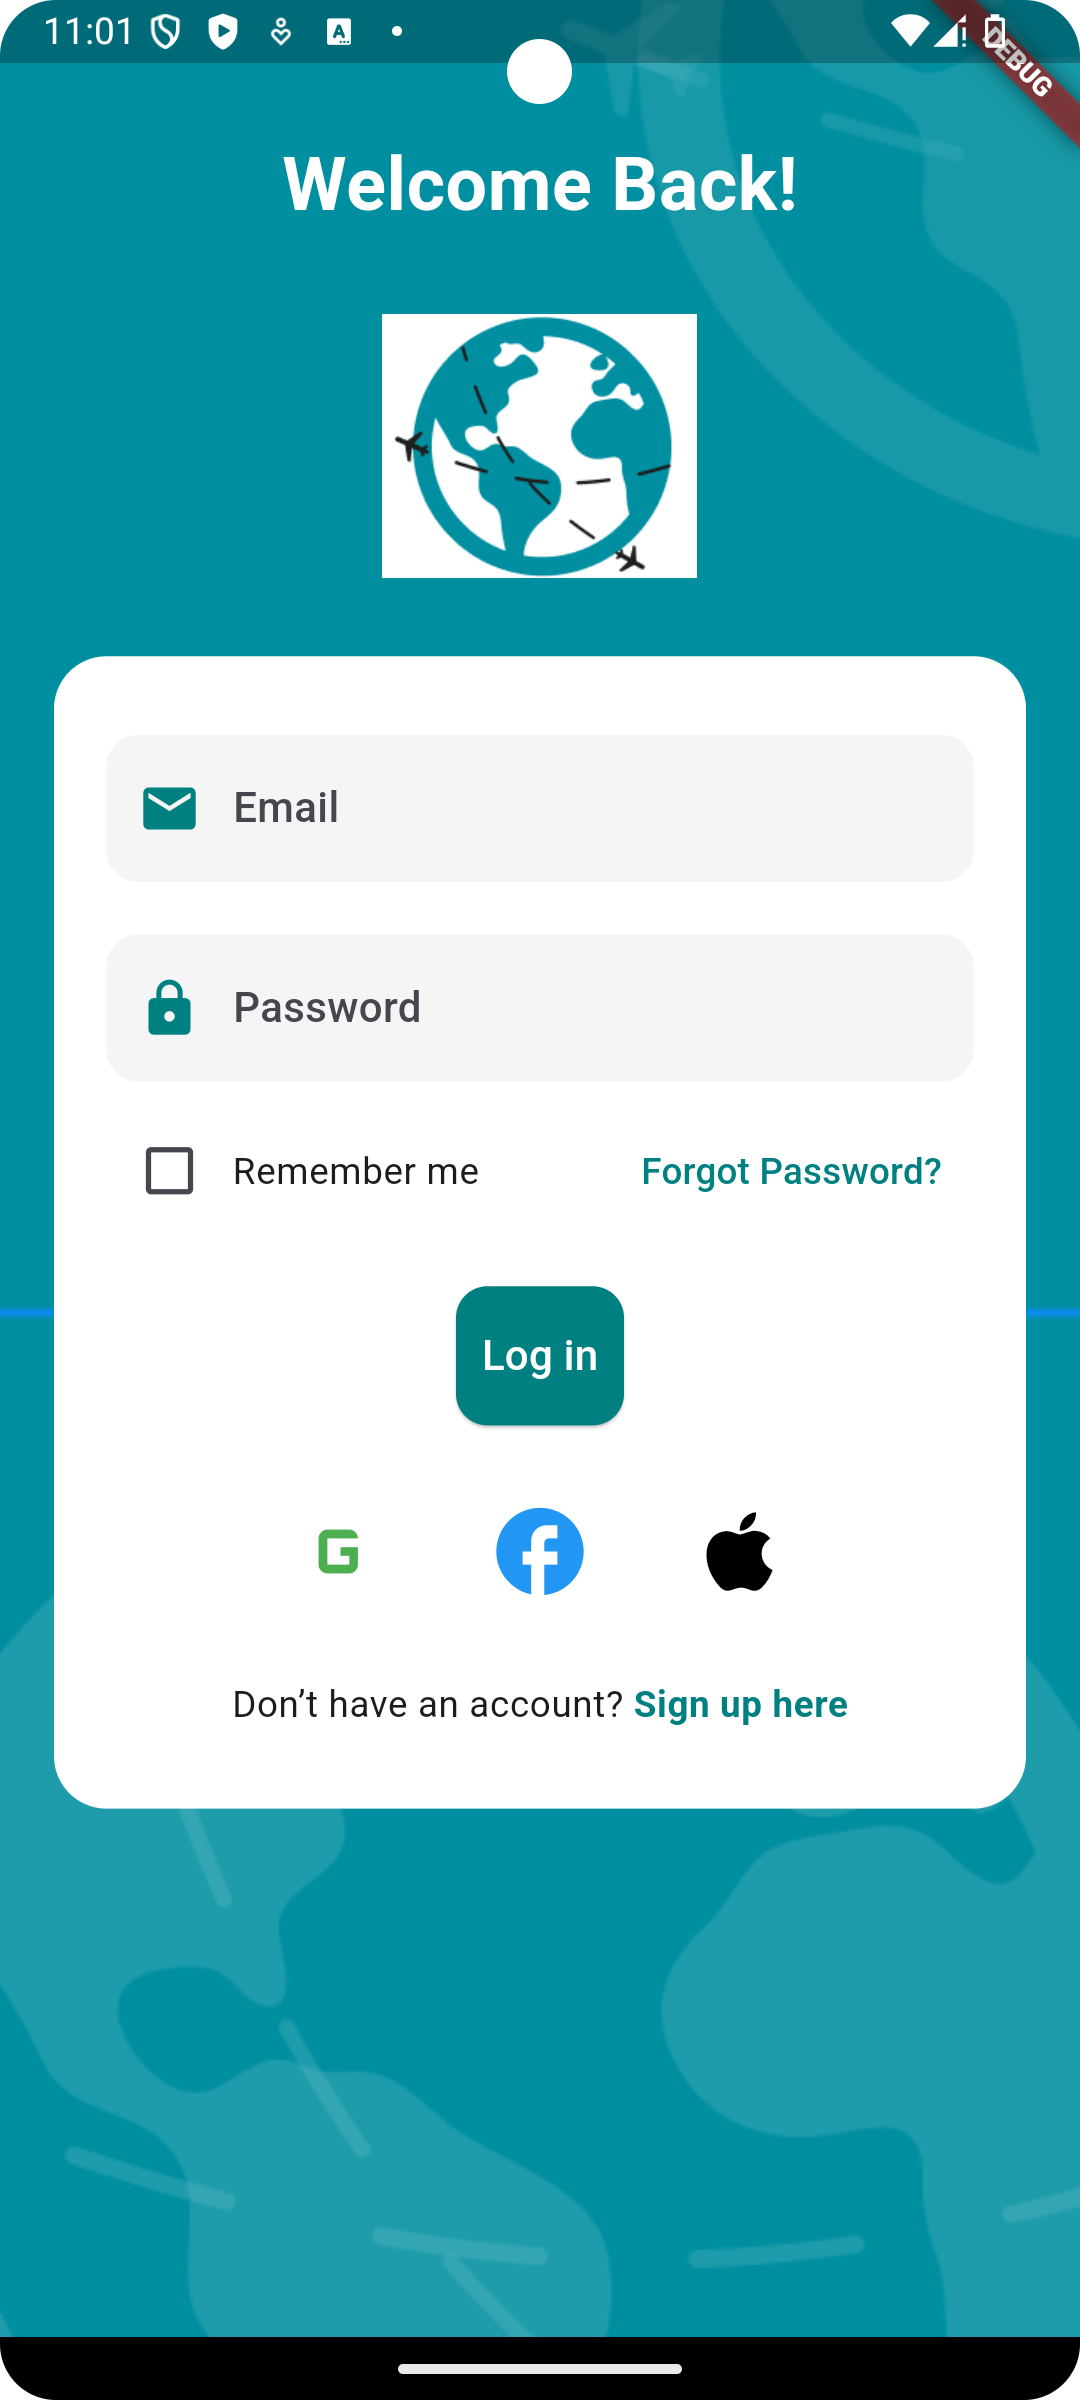 11:01
DEBUG
Welcome Back!
Email
Password
Remember me
Forgot Password?
Log in
Don’t have an account? Sign up here